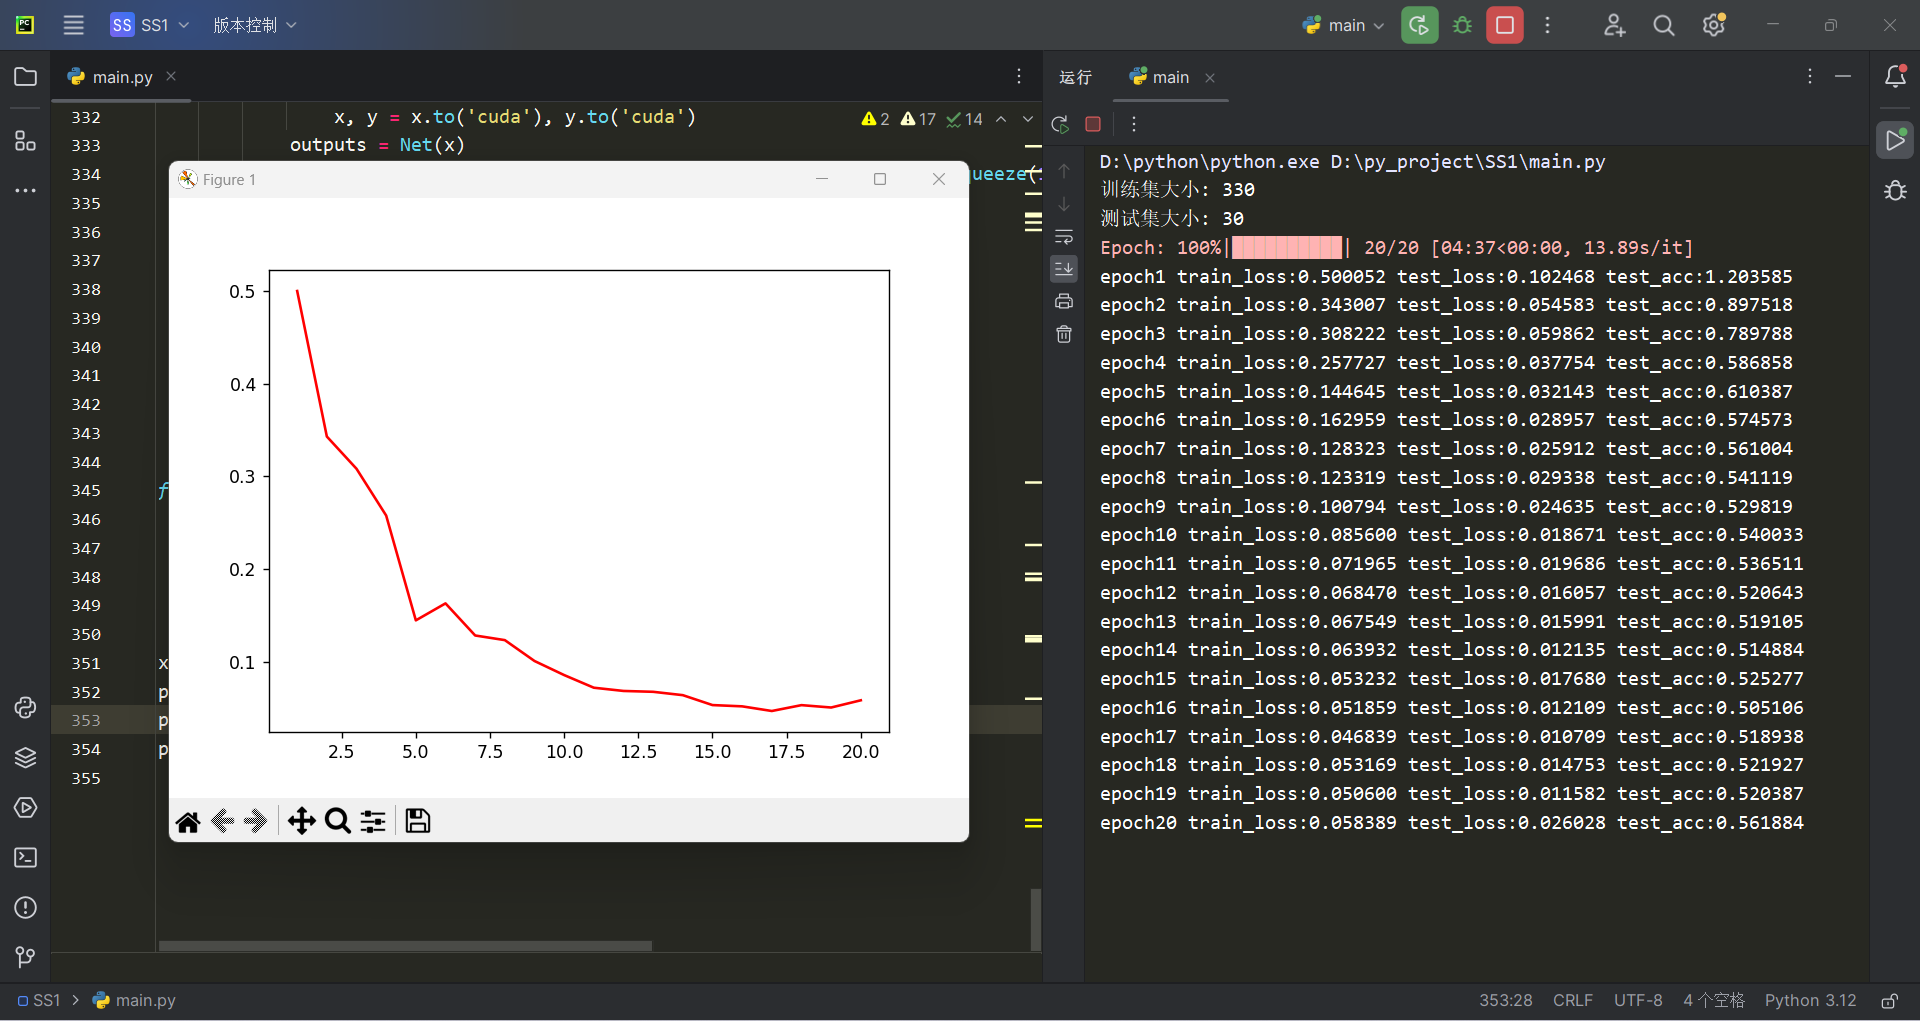 SS SS1 版本控制 main
main.py
运行 main
332 x, y = x.to('cuda'), y.to('cuda')
2 17 14
333 outputs = Net(x)
334
335
336
337
338
339
340
341
342
343
344
345 f
346
347
348
349
350
351 x
352 p
353 p
354 p
355
Figure 1
0.5
0.4
0.3
0.2
0.1
2.5 5.0 7.5 10.0 12.5 15.0 17.5 20.0
D:\python\python.exe D:\py_project\SS1\main.py
训练集大小: 330
测试集大小: 30
Epoch: 100%|██████████| 20/20 [04:37<00:00, 13.89s/it]
epoch1 train_loss:0.500052 test_loss:0.102468 test_acc:1.203585
epoch2 train_loss:0.343007 test_loss:0.054583 test_acc:0.897518
epoch3 train_loss:0.308222 test_loss:0.059862 test_acc:0.789788
epoch4 train_loss:0.257727 test_loss:0.037754 test_acc:0.586858
epoch5 train_loss:0.144645 test_loss:0.032143 test_acc:0.610387
epoch6 train_loss:0.162959 test_loss:0.028957 test_acc:0.574573
epoch7 train_loss:0.128323 test_loss:0.025912 test_acc:0.561004
epoch8 train_loss:0.123319 test_loss:0.029338 test_acc:0.541119
epoch9 train_loss:0.100794 test_loss:0.024635 test_acc:0.529819
epoch10 train_loss:0.085600 test_loss:0.018671 test_acc:0.540033
epoch11 train_loss:0.071965 test_loss:0.019686 test_acc:0.536511
epoch12 train_loss:0.068470 test_loss:0.016057 test_acc:0.520643
epoch13 train_loss:0.067549 test_loss:0.015991 test_acc:0.519105
epoch14 train_loss:0.063932 test_loss:0.012135 test_acc:0.514884
epoch15 train_loss:0.053232 test_loss:0.017680 test_acc:0.525277
epoch16 train_loss:0.051859 test_loss:0.012109 test_acc:0.505106
epoch17 train_loss:0.046839 test_loss:0.010709 test_acc:0.518938
epoch18 train_loss:0.053169 test_loss:0.014753 test_acc:0.521927
epoch19 train_loss:0.050600 test_loss:0.011582 test_acc:0.520387
epoch20 train_loss:0.058389 test_loss:0.026028 test_acc:0.561884
SS1 > main.py
353:28 CRLF UTF-8 4 个空格 Python 3.12